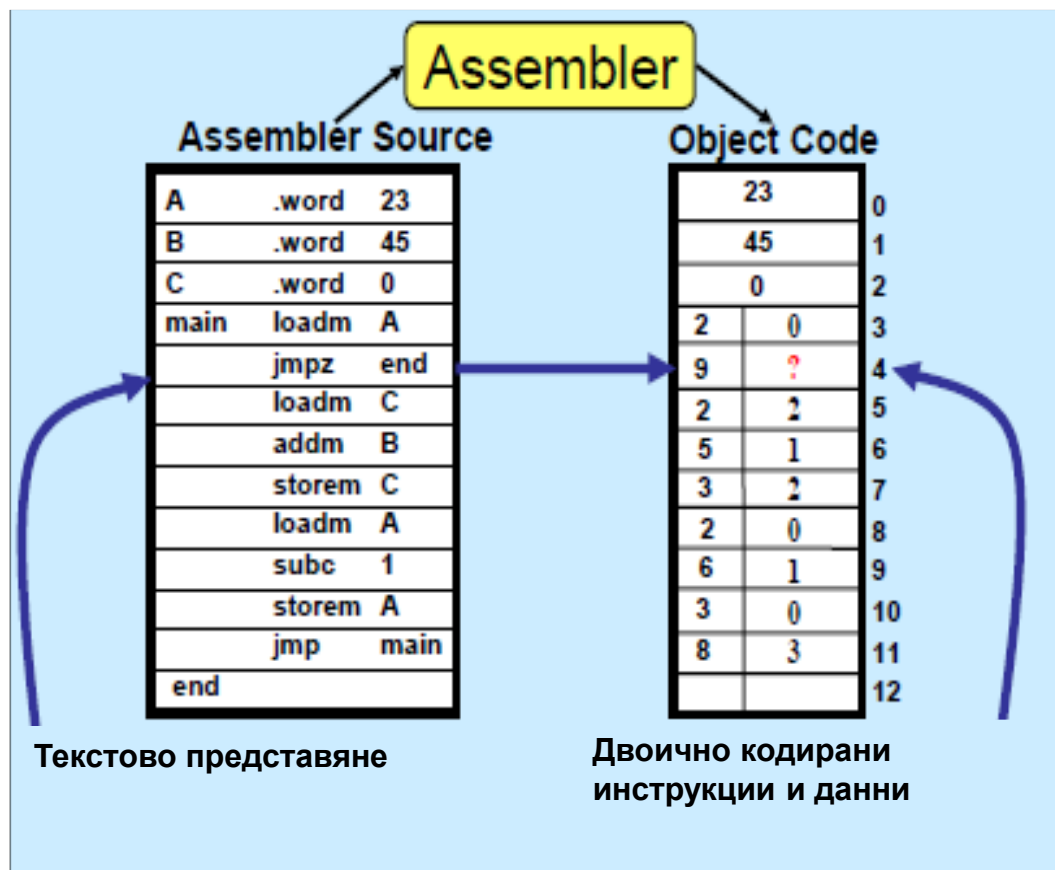 Assembler
Assembler Source
Object Code
A .word 23
B .word 45
C .word 0
main loadm A
jmpz end
loadm C
addm B
storem C
loadm A
subc 1
storem A
jmp main
end
23 0
45 1
0 2
2 0 3
9 ? 4
2 2 5
5 1 6
3 2 7
2 0 8
6 1 9
3 0 10
8 3 11
12
Текстово представяне
Двоично кодирани
инструкции и данни